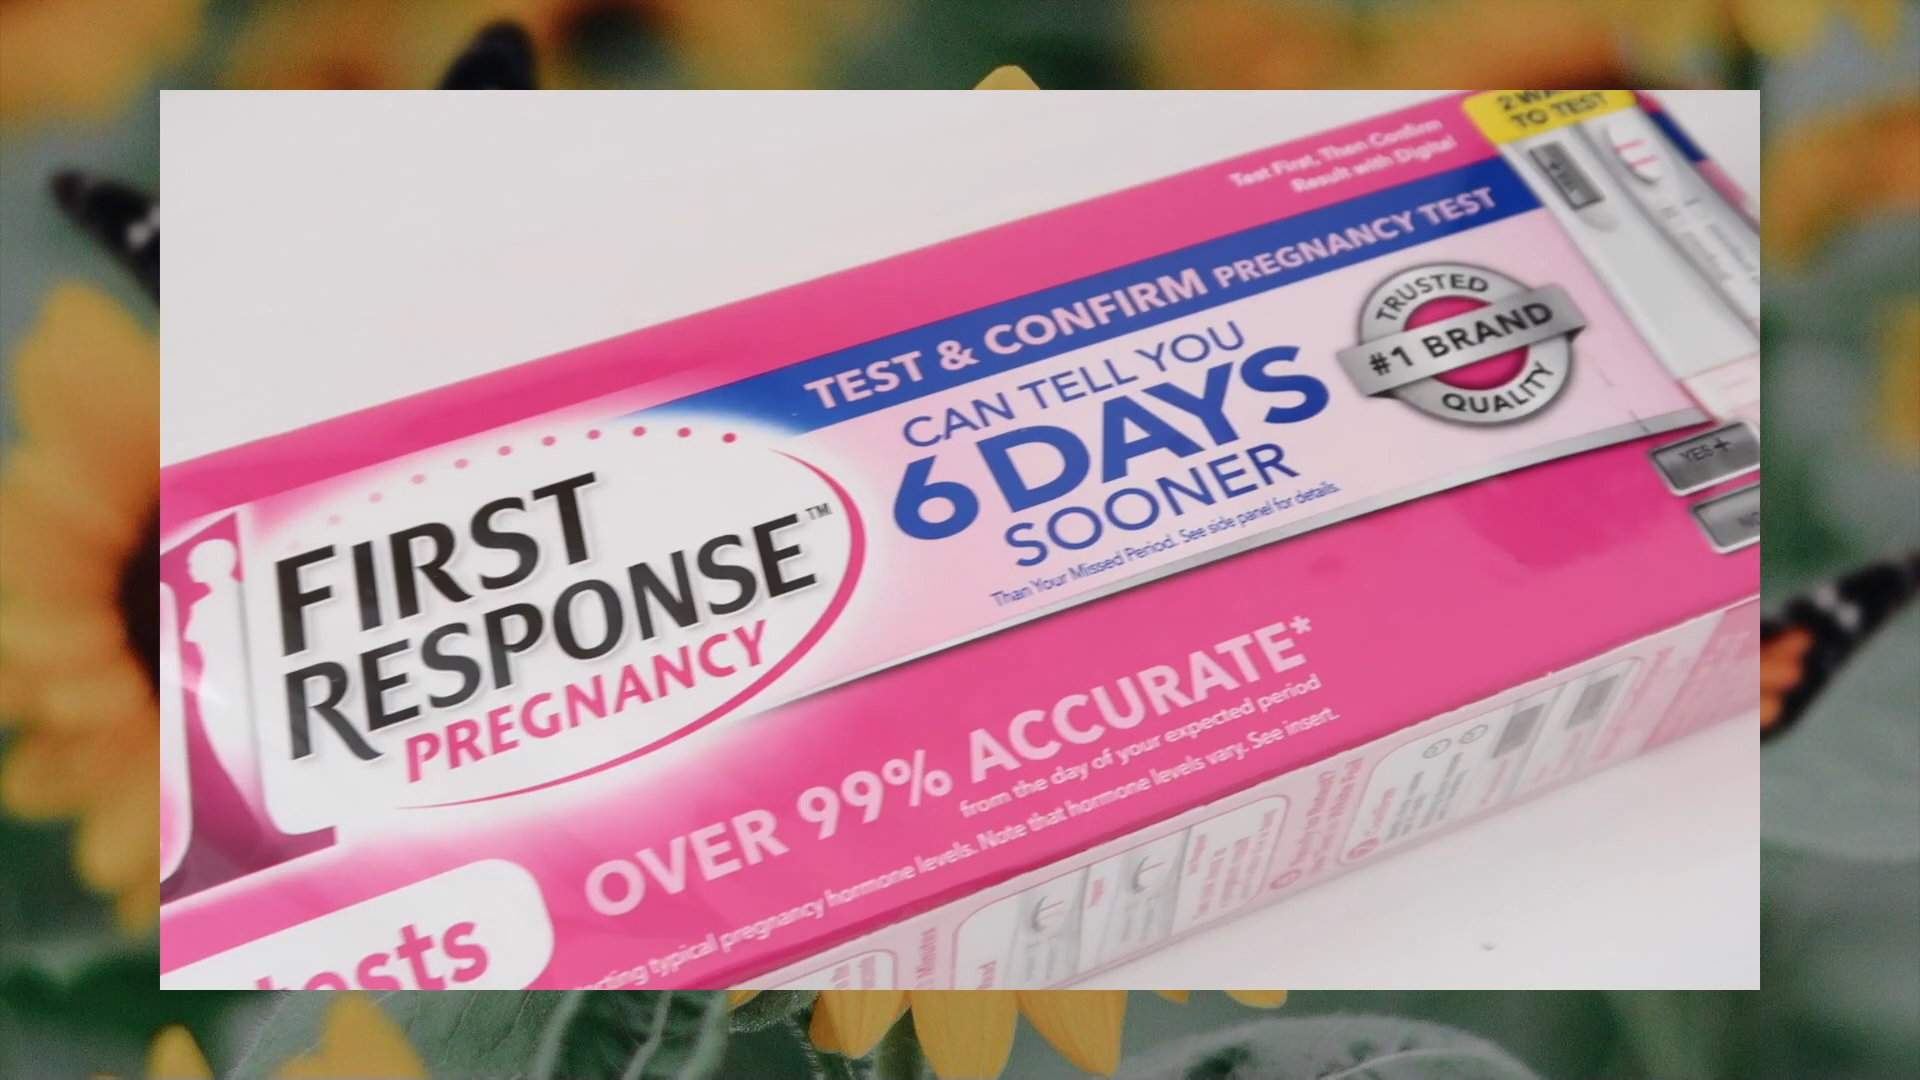 2 WAYS
TO TEST
Test First, Then Confirm
Result with Digital
TEST & CONFIRM PREGNANCY TEST
CAN TELL YOU
6 DAYS
SOONER
Than Your Missed Period. See side panel for details.
TRUSTED
#1 BRAND
QUALITY
YES+
NO
FIRST
RESPONSE™
PREGNANCY
OVER 99% ACCURATE*
from the day of your expected period
typical pregnancy hormone levels. Note that hormone levels vary. See insert.
tests
Minutes